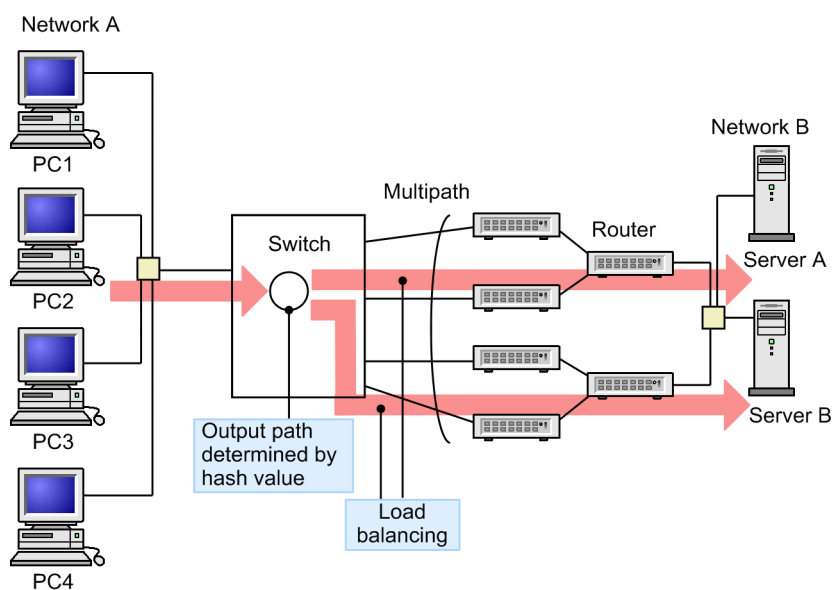 Network A
PC1
PC2
PC3
PC4
Switch
Output path
determined by
hash value
Multipath
Load
balancing
Router
Network B
Server A
Server B